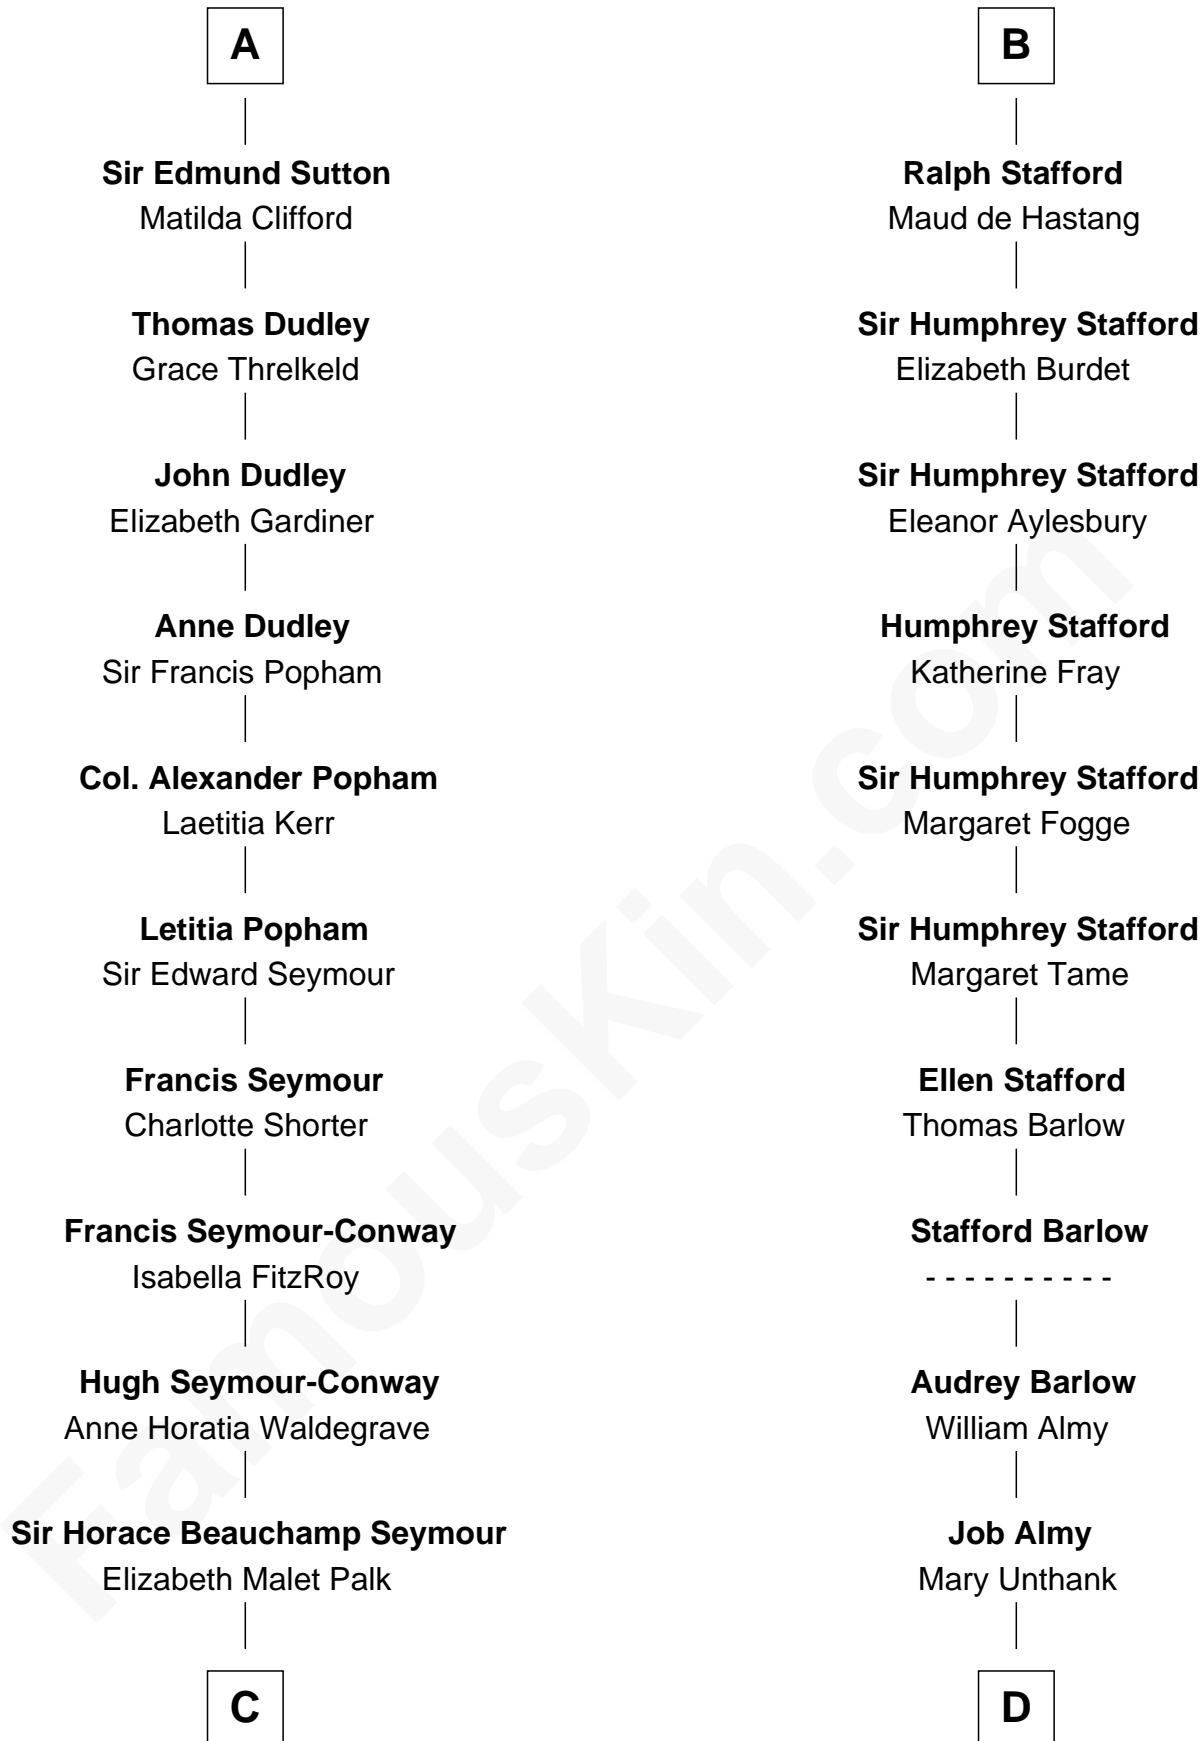 A
Sir Edmund Sutton
Matilda Clifford
Thomas Dudley
Grace Threlkeld
John Dudley
Elizabeth Gardiner
Anne Dudley
Sir Francis Popham
Col. Alexander Popham
Laetitia Kerr
Letitia Popham
Sir Edward Seymour
Francis Seymour
Charlotte Shorter
Francis Seymour-Conway
Isabella FitzRoy
Hugh Seymour-Conway
Anne Horatia Waldegrave
Sir Horace Beauchamp Seymour
Elizabeth Malet Palk
C
B
Ralph Stafford
Maud de Hastang
Sir Humphrey Stafford
Elizabeth Burdet
Sir Humphrey Stafford
Eleanor Aylesbury
Humphrey Stafford
Katherine Fray
Sir Humphrey Stafford
Margaret Fogge
Sir Humphrey Stafford
Margaret Tame
Ellen Stafford
Thomas Barlow
Stafford Barlow
- - - - - - - - - -
Audrey Barlow
William Almy
Job Almy
Mary Unthank
D
FamousKin.com